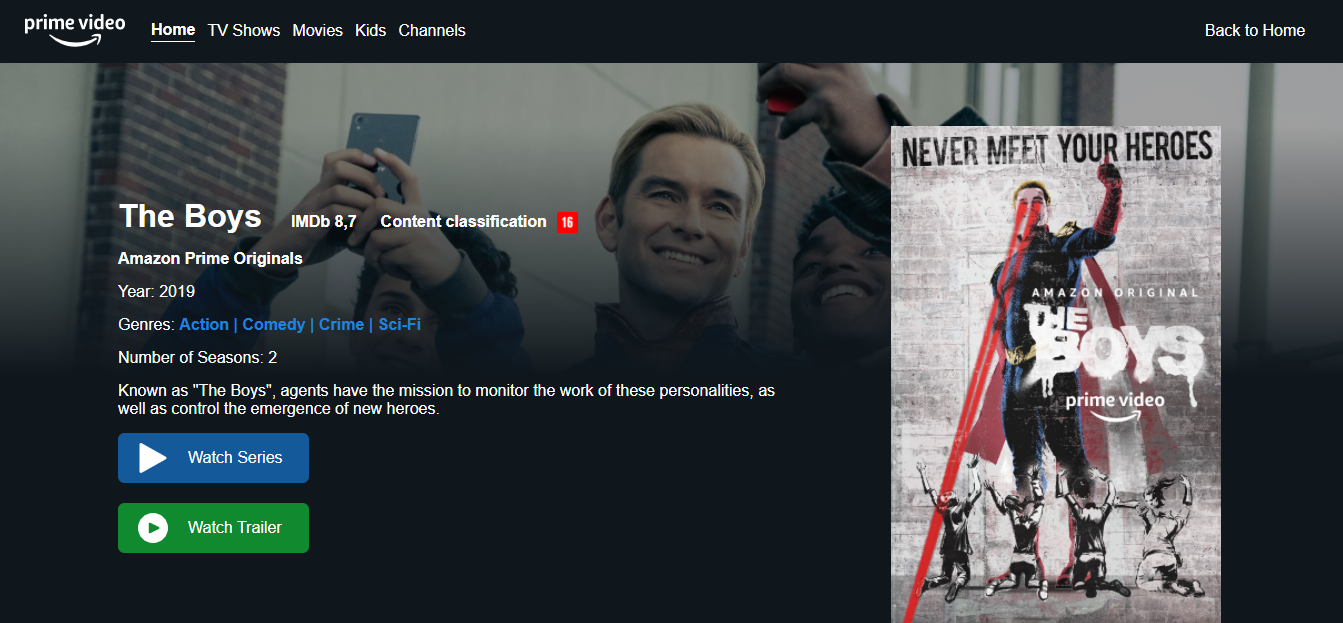 prime video
Home TV Shows Movies Kids Channels
Back to Home
The Boys IMDb 8,7 Content classification 16
Amazon Prime Originals
Year: 2019
Genres: Action | Comedy | Crime | Sci-Fi
Number of Seasons: 2
Known as "The Boys", agents have the mission to monitor the work of these personalities, as
well as control the emergence of new heroes.
Watch Series
Watch Trailer
NEVER MEET YOUR HEROES
AMAZON ORIGINAL
THE
BOYS
prime video